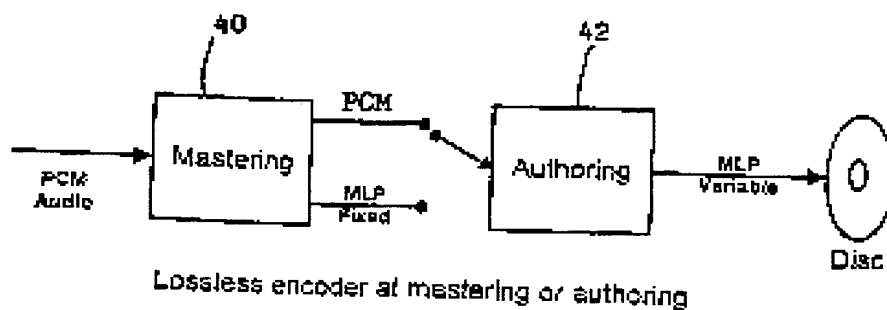 40
42
PCM
Mastering
Authoring
PCM
Audio
MLP
Fixed
MLP
Variable
Disc
Lossless encoder at mastering or authoring